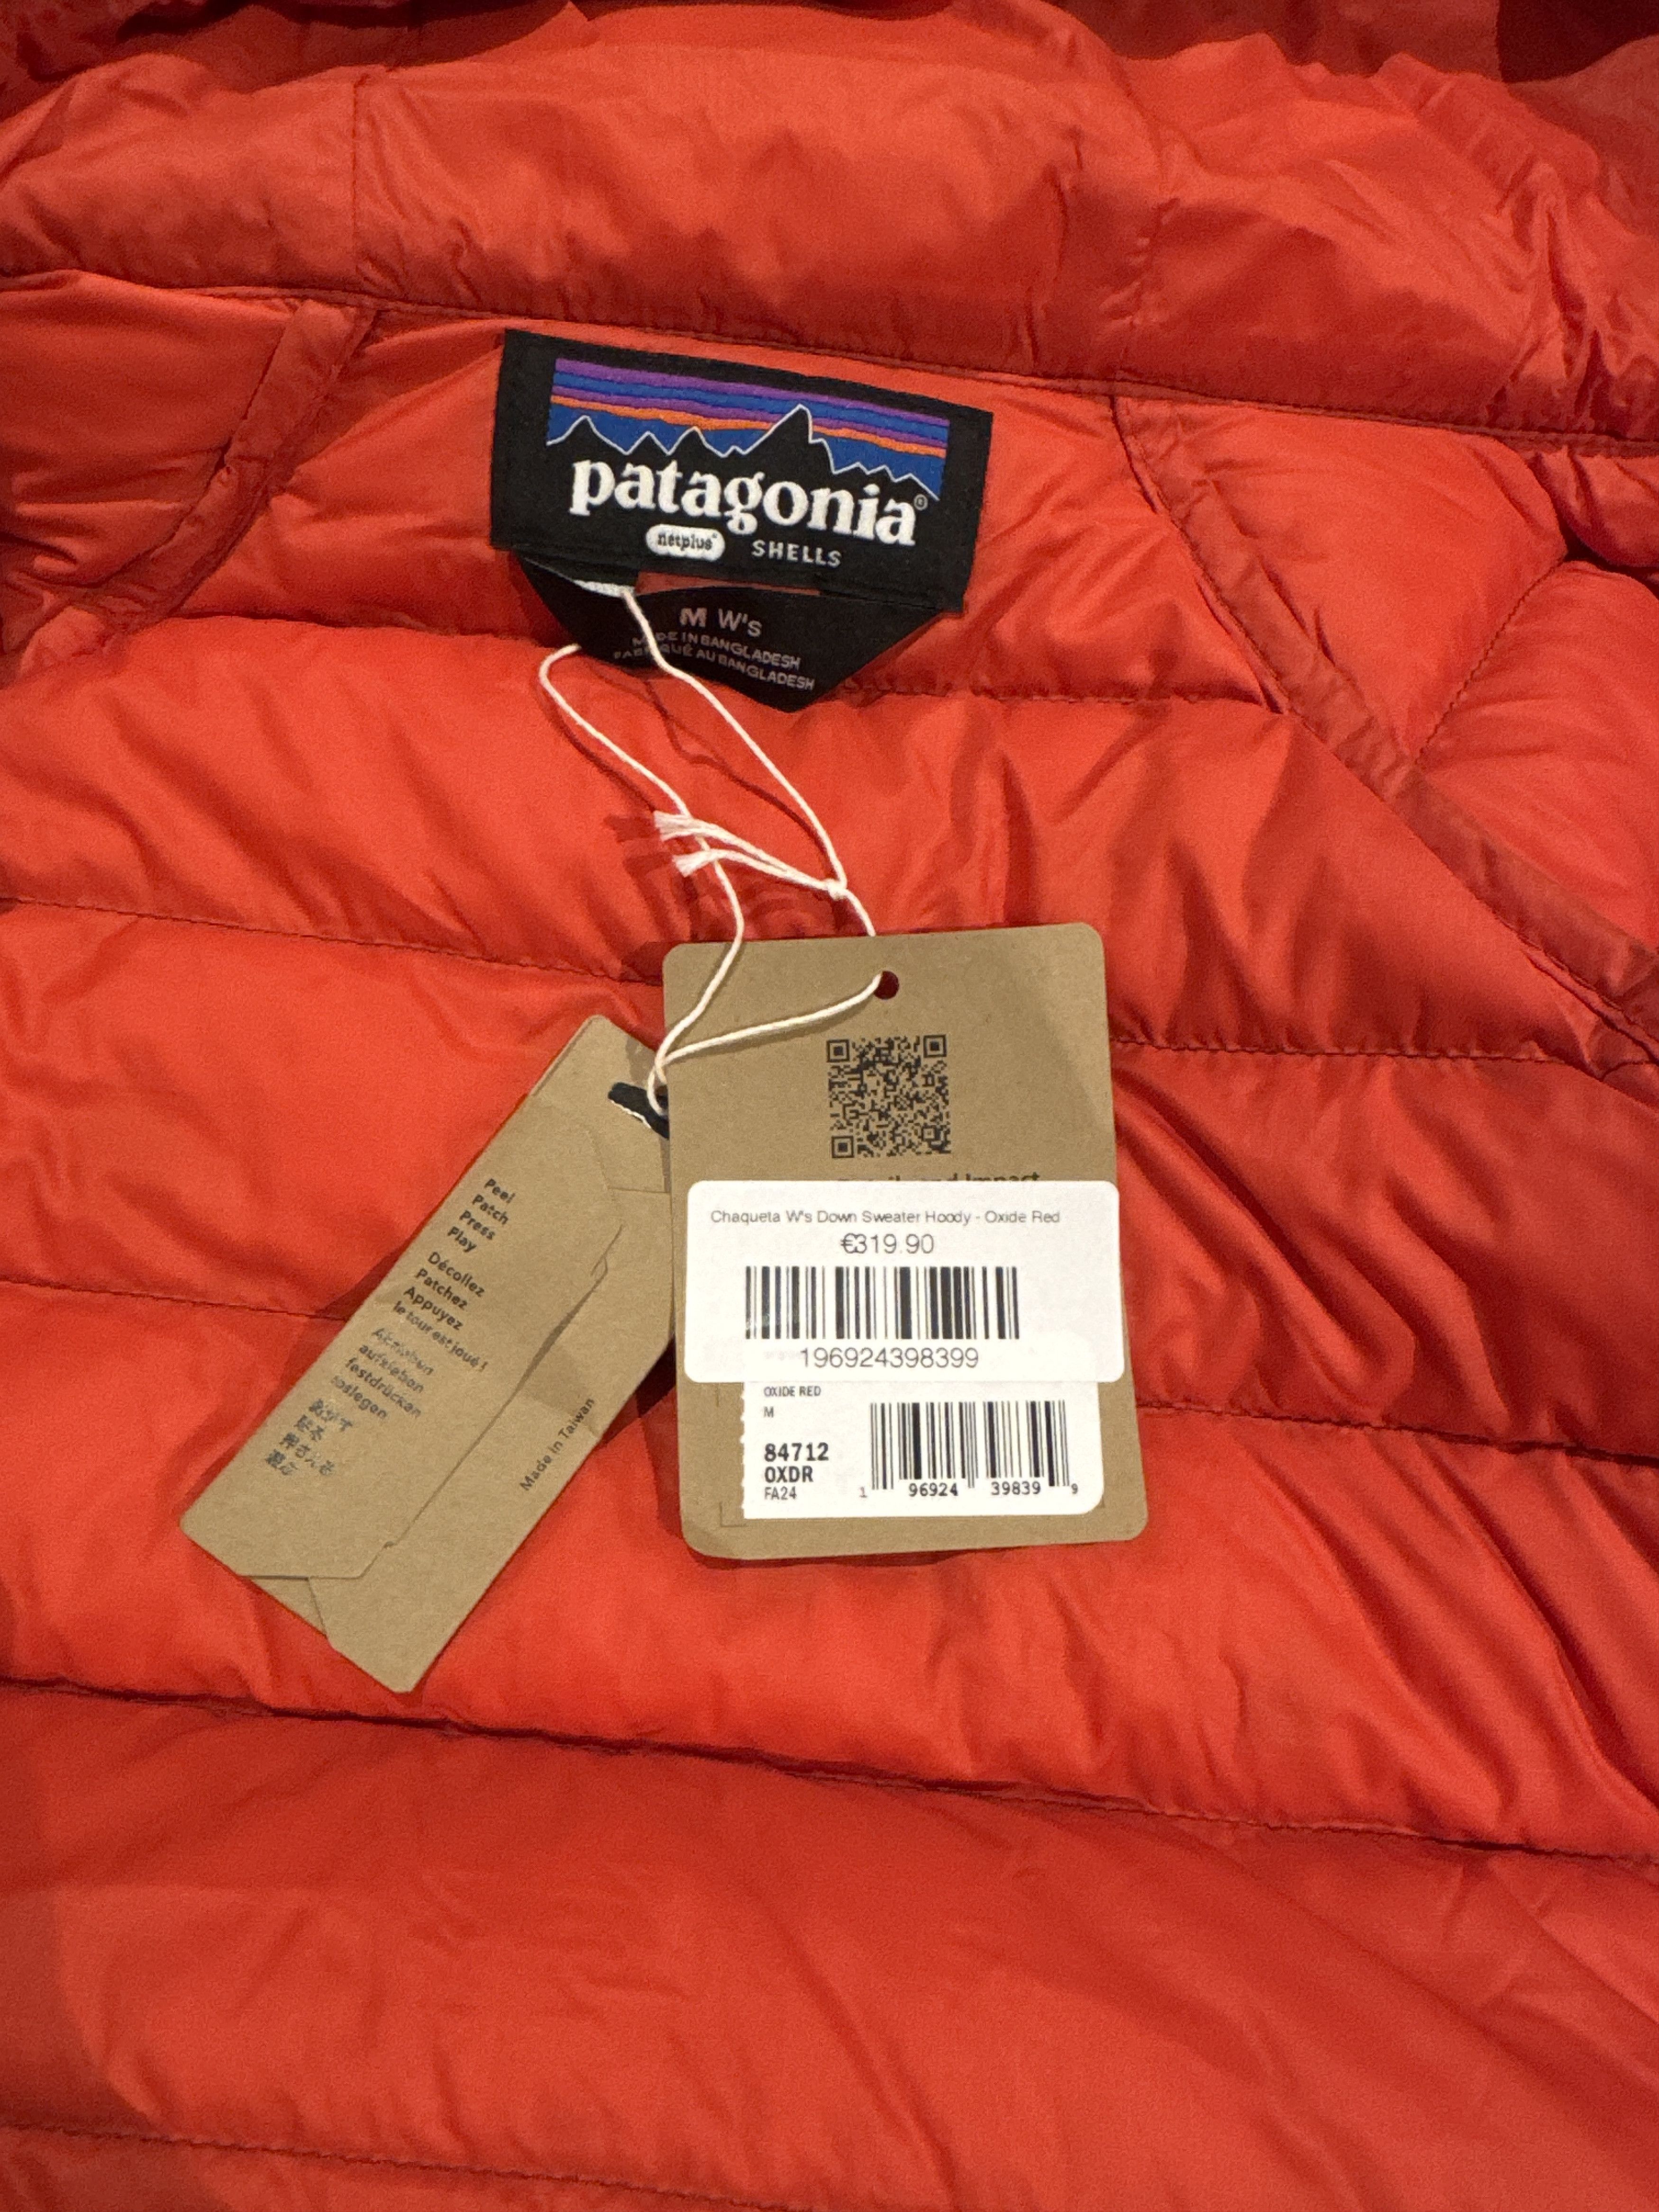 patagonia®
netplus® SHELLS
M W's
MADE IN BANGLADESH
FABRIQUÉ AU BANGLADESH
Peel
Patch
Press
Play
Décollez
Patchez
Appuyez
le tour est joué !
aufkleben
festdrücken
Made in Taiwan
and Impact
Chaqueta W's Down Sweater Hoody - Oxide Red
€319.90
196924398399
OXIDE RED
M
84712
OXDR
FA24
1 96924 39839 9